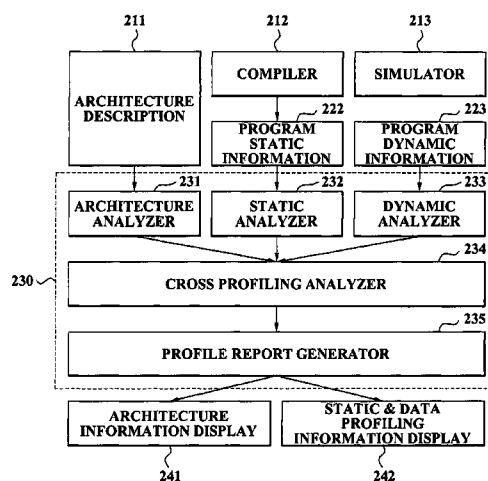 211
212
213
ARCHITECTURE
DESCRIPTION
COMPILER
SIMULATOR
222
223
PROGRAM
STATIC
INFORMATION
PROGRAM
DYNAMIC
INFORMATION
231
232
233
ARCHITECTURE
ANALYZER
STATIC
ANALYZER
DYNAMIC
ANALYZER
234
230
CROSS PROFILING ANALYZER
235
PROFILE REPORT GENERATOR
ARCHITECTURE
INFORMATION DISPLAY
STATIC & DATA
PROFILING
INFORMATION DISPLAY
241
242